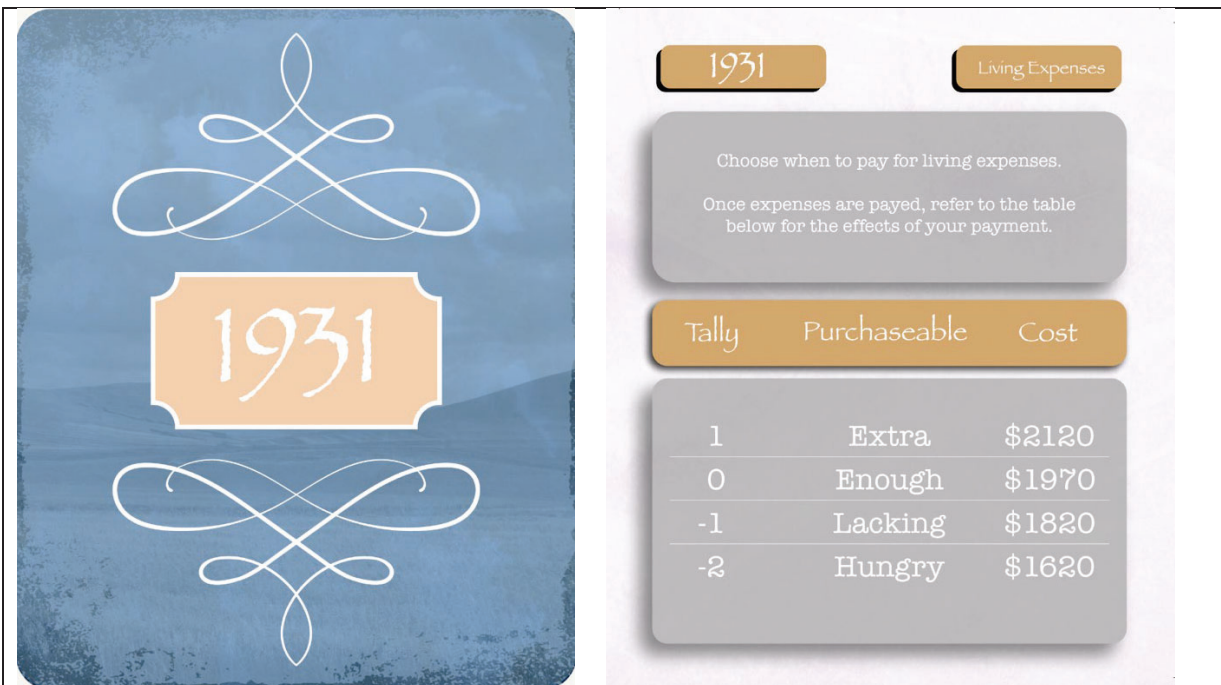 1931
1931
Living Expenses
Choose when to pay for living expenses.
Once expenses are payed, refer to the table
below for the effects of your payment.
Tally Purchaseable Cost
1 Extra $2120
0 Enough $1970
-1 Lacking $1820
-2 Hungry $1620